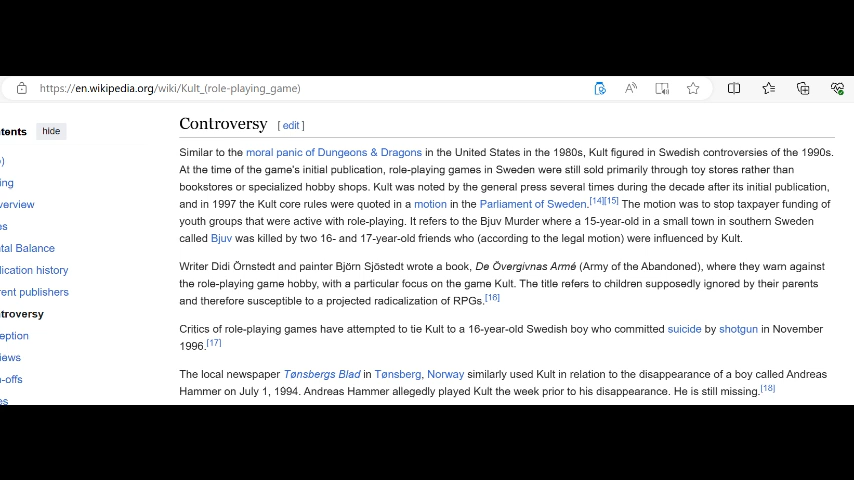 https://en.wikipedia.org/wiki/Kult_(role-playing_game)
tents hide
e)
ing
verview
es
tal Balance
lication history
rent publishers
troversy
eption
iews
n-offs
es
Controversy [ edit ]
Similar to the moral panic of Dungeons & Dragons in the United States in the 1980s, Kult figured in Swedish controversies of the 1990s.
At the time of the game's initial publication, role-playing games in Sweden were still sold primarily through toy stores rather than
bookstores or specialized hobby shops. Kult was noted by the general press several times during the decade after its initial publication,
and in 1997 the Kult core rules were quoted in a motion in the Parliament of Sweden.[14][15] The motion was to stop taxpayer funding of
youth groups that were active with role-playing. It refers to the Bjuv Murder where a 15-year-old in a small town in southern Sweden
called Bjuv was killed by two 16- and 17-year-old friends who (according to the legal motion) were influenced by Kult.
Writer Didi Örnstedt and painter Björn Sjöstedt wrote a book, De Övergivnas Armé (Army of the Abandoned), where they warn against
the role-playing game hobby, with a particular focus on the game Kult. The title refers to children supposedly ignored by their parents
and therefore susceptible to a projected radicalization of RPGs.[16]
Critics of role-playing games have attempted to tie Kult to a 16-year-old Swedish boy who committed suicide by shotgun in November
1996.[17]
The local newspaper Tønsbergs Blad in Tønsberg, Norway similarly used Kult in relation to the disappearance of a boy called Andreas
Hammer on July 1, 1994. Andreas Hammer allegedly played Kult the week prior to his disappearance. He is still missing.[18]